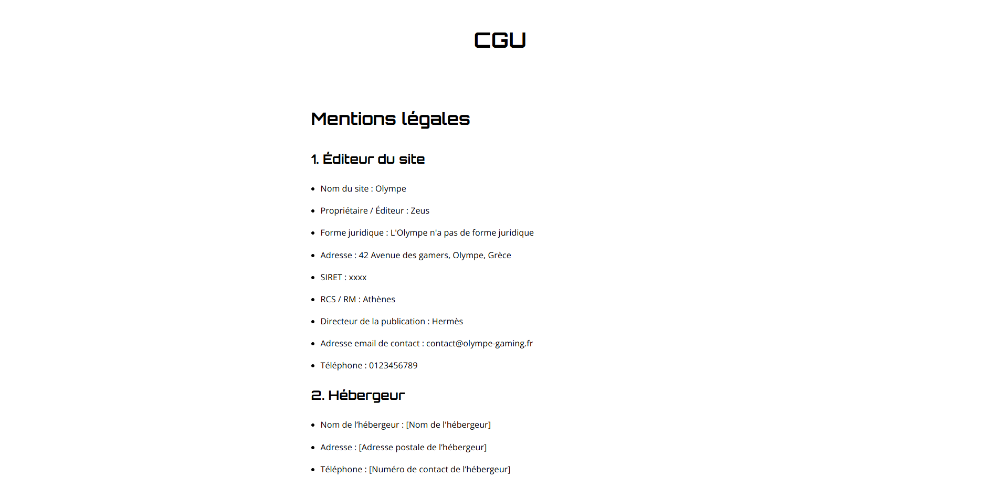 CGU
Mentions légales
1. Éditeur du site
• Nom du site : Olympe
• Propriétaire / Éditeur : Zeus
• Forme juridique : L'Olympe n'a pas de forme juridique
• Adresse : 42 Avenue des gamers, Olympe, Grèce
• SIRET : xxxx
• RCS / RM : Athènes
• Directeur de la publication : Hermès
• Adresse email de contact : contact@olympe-gaming.fr
• Téléphone : 0123456789
2. Hébergeur
• Nom de l’hébergeur : [Nom de l'hébergeur]
• Adresse : [Adresse postale de l’hébergeur]
• Téléphone : [Numéro de contact de l’hébergeur]